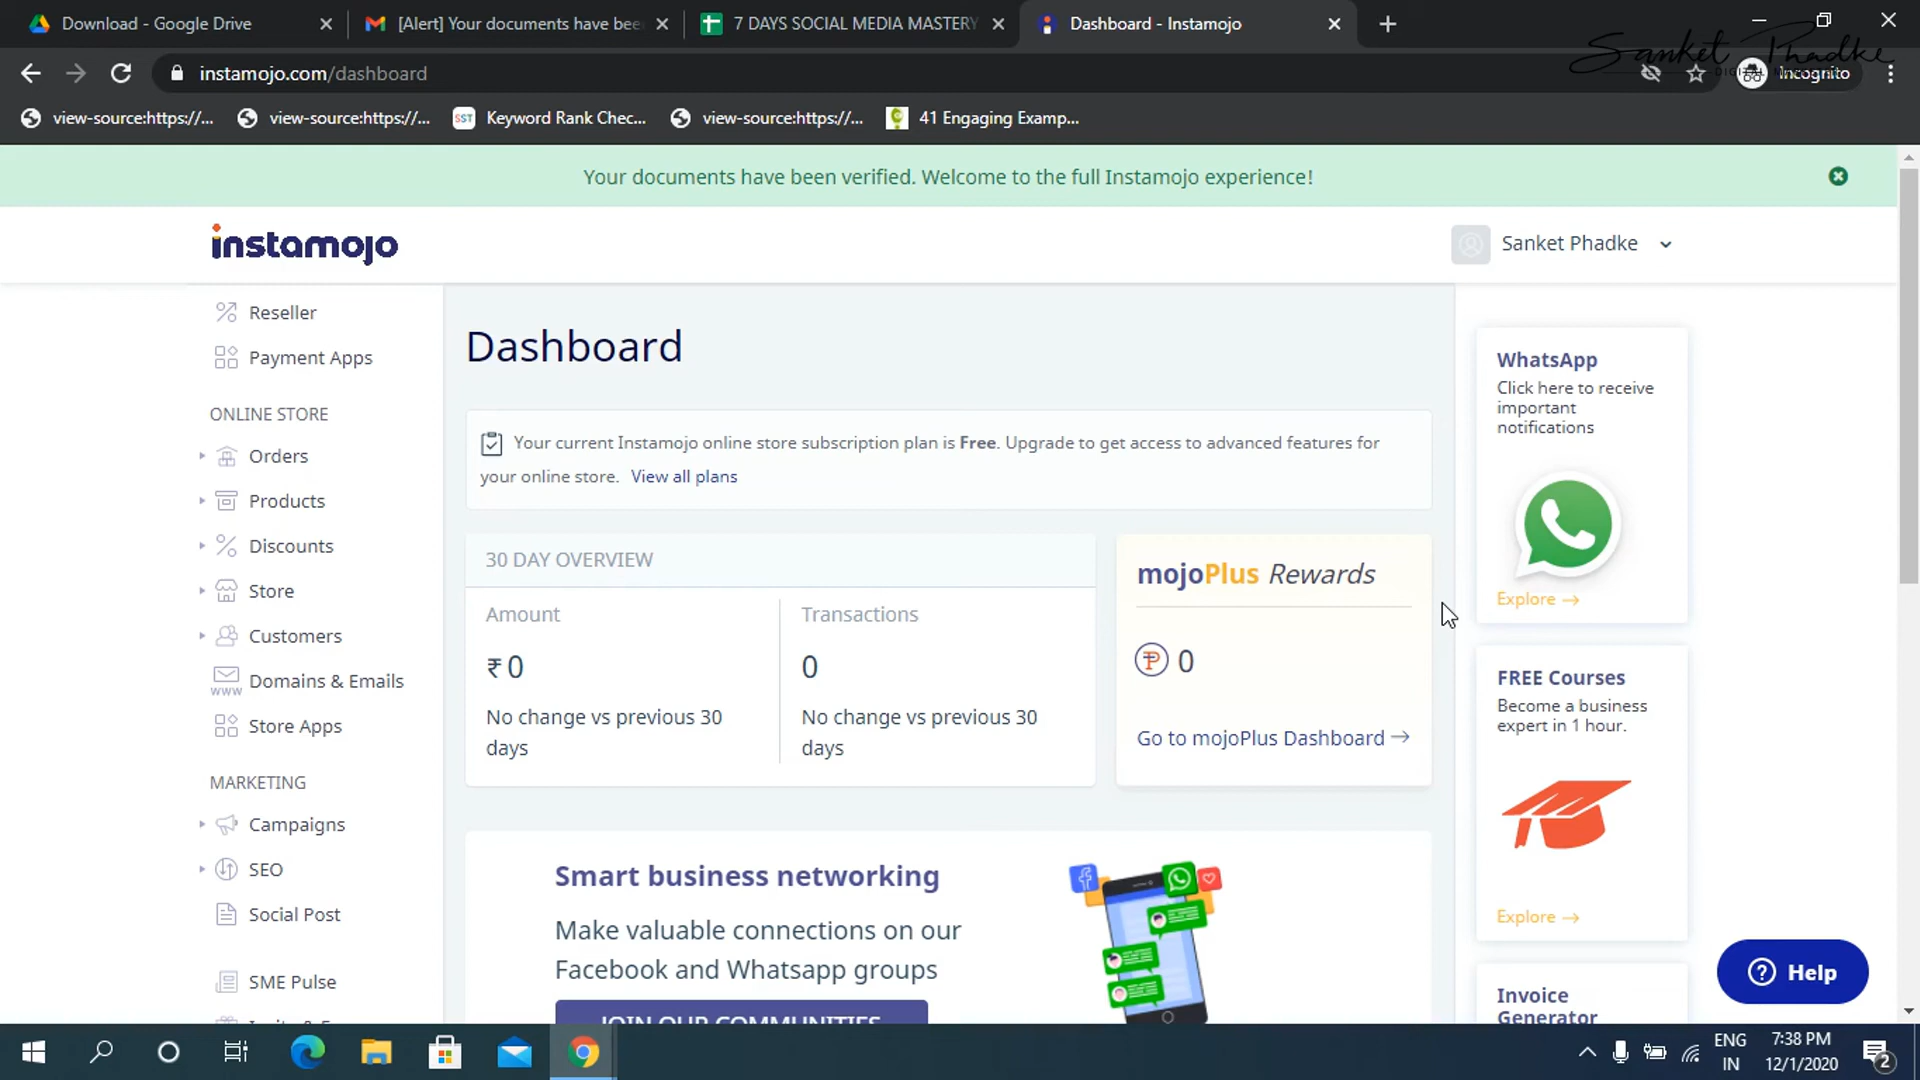 Download - Google Drive
[Alert] Your documents have bee
7 DAYS SOCIAL MEDIA MASTERY
Dashboard - Instamojo
Sanket Phadke
instamojo.com/dashboard
Incognito
view-source:https://...
view-source:https://...
SST
Keyword Rank Chec...
view-source:https://...
41 Engaging Examp...
Your documents have been verified. Welcome to the full Instamojo experience!
instamojo
Sanket Phadke
Reseller
Payment Apps
ONLINE STORE
Orders
Products
Discounts
Store
Customers
www
Domains & Emails
Store Apps
MARKETING
Campaigns
SEO
Social Post
SME Pulse
Dashboard
Your current Instamojo online store subscription plan is Free. Upgrade to get access to advanced features for
your online store. View all plans
30 DAY OVERVIEW
Amount
₹ 0
No change vs previous 30
days
Transactions
0
No change vs previous 30
days
mojoPlus Rewards
0
Go to mojoPlus Dashboard →
Smart business networking
Make valuable connections on our
Facebook and Whatsapp groups
JOIN OUR COMMUNITIES
WhatsApp
Click here to receive
important
notifications
Explore →
FREE Courses
Become a business
expert in 1 hour.
Explore →
Invoice
Generator
Help
ENG
IN
7:38 PM
12/1/2020
2